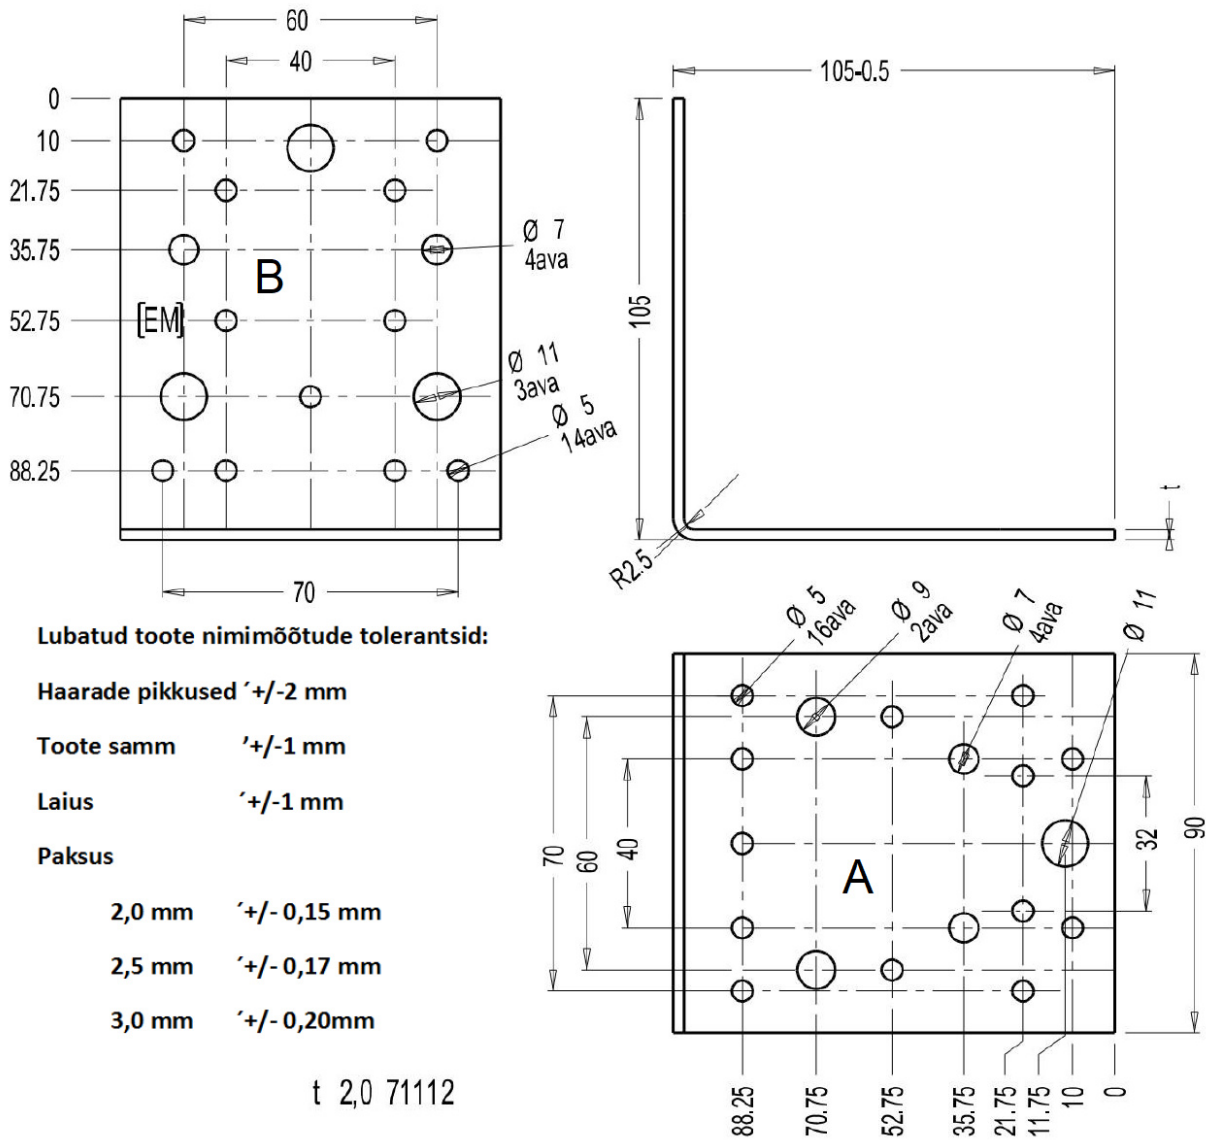 60
40
0
10
21.75
35.75
52.75
70.75
88.25
B
[EM]
Ø 7
4ava
Ø 11
3ava
Ø 5
14ava
70
105-0.5
105
R2.5
t
Lubatud toote nimimõõtude tolerantsid:
Haarade pikkused ´+/-2 mm
Toote samm ’+/-1 mm
Laius ´+/-1 mm
Paksus
2,0 mm ´+/- 0,15 mm
2,5 mm ´+/- 0,17 mm
3,0 mm ´+/- 0,20mm
t 2,0 71112
Ø 5
16ava
Ø 9
2ava
Ø 7
4ava
Ø 11
70
60
40
A
32
90
88.25
70.75
52.75
35.75
21.75
11.75
10
0